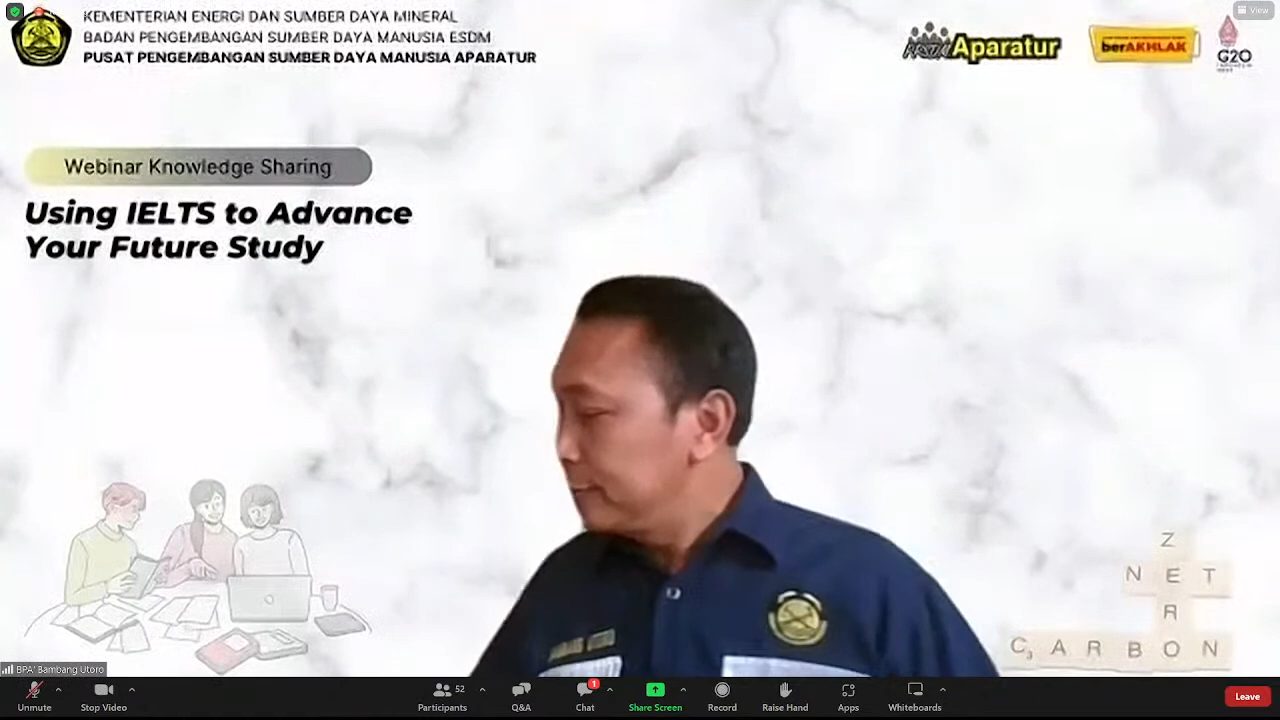 KEMENTERIAN ENERGI DAN SUMBER DAYA MINERAL
BADAN PENGEMBANGAN SUMBER DAYA MANUSIA ESDM
PUSAT PENGEMBANGAN SUMBER DAYA MANUSIA APARATUR
Aparatur
berAKHLAK
G20
View
Webinar Knowledge Sharing
Using IELTS to Advance
Your Future Study
Z
N E T
R
C₃ A R B O N
BPA' Bambang Utoro
Unmute
Stop Video
52
Participants
Q&A
1
Chat
Share Screen
Record
Raise Hand
Apps
Whiteboards
Leave